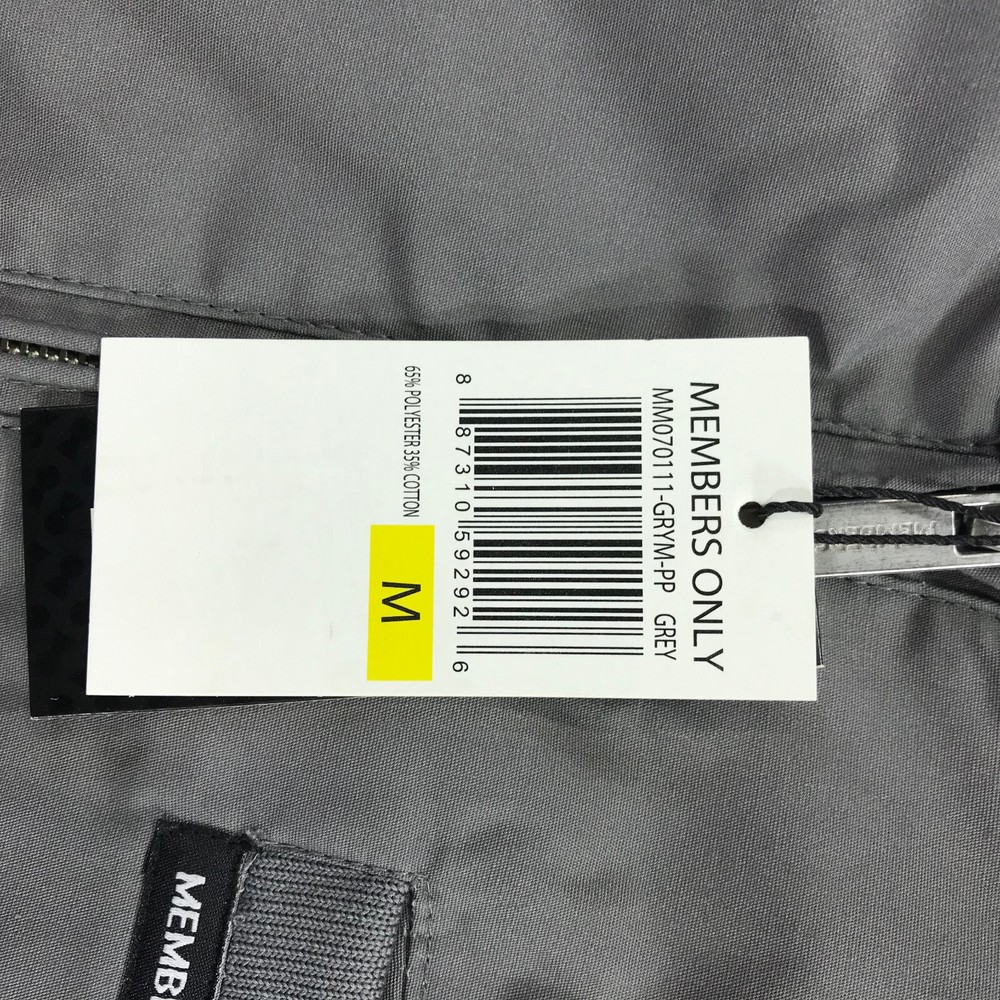 MEMBERS ONLY
MM070111-GRYM-PP GREY
8 87310 59292 6
65% POLYESTER 35% COTTON
M
MEMB